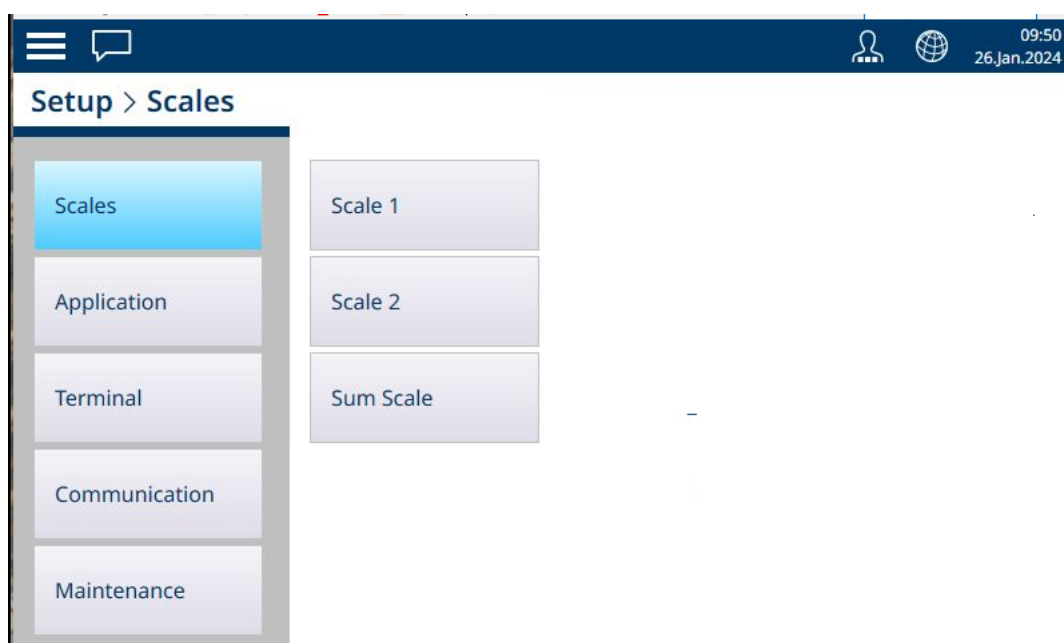 09:50
26.Jan.2024
Setup > Scales
Scales
Application
Terminal
Communication
Maintenance
Scale 1
Scale 2
Sum Scale